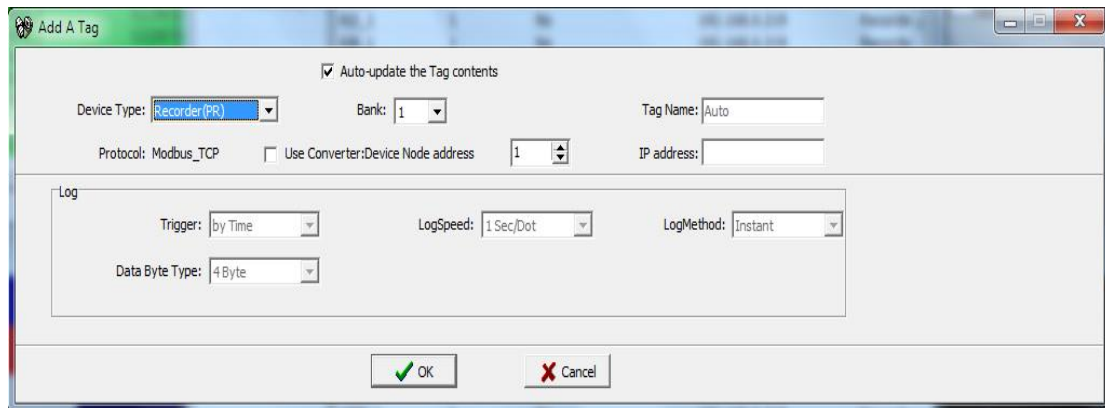 Add A Tag
Auto-update the Tag contents
Device Type: Recorder(PR) Bank: 1 Tag Name: Auto
Protocol: Modbus_TCP Use Converter:Device Node address 1 IP address:
Log
Trigger: by Time LogSpeed: 1 Sec/Dot LogMethod: Instant
Data Byte Type: 4 Byte
OK Cancel